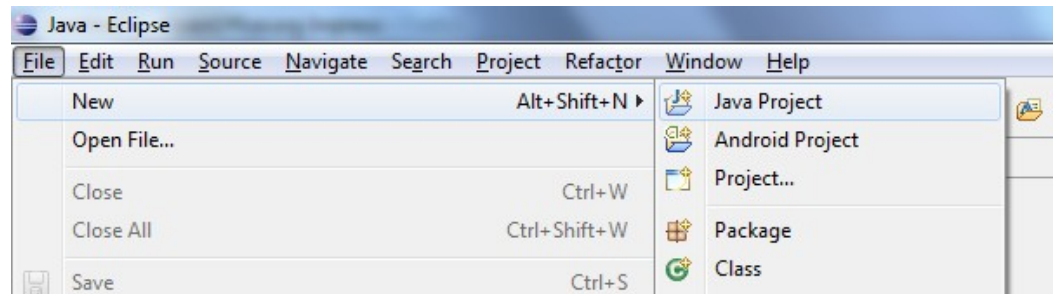 Java - Eclipse
File Edit Run Source Navigate Search Project Refactor Window Help
New Alt+Shift+N
Open File...
Close Ctrl+W
Close All Ctrl+Shift+W
Save Ctrl+S
Java Project
Android Project
Project...
Package
Class